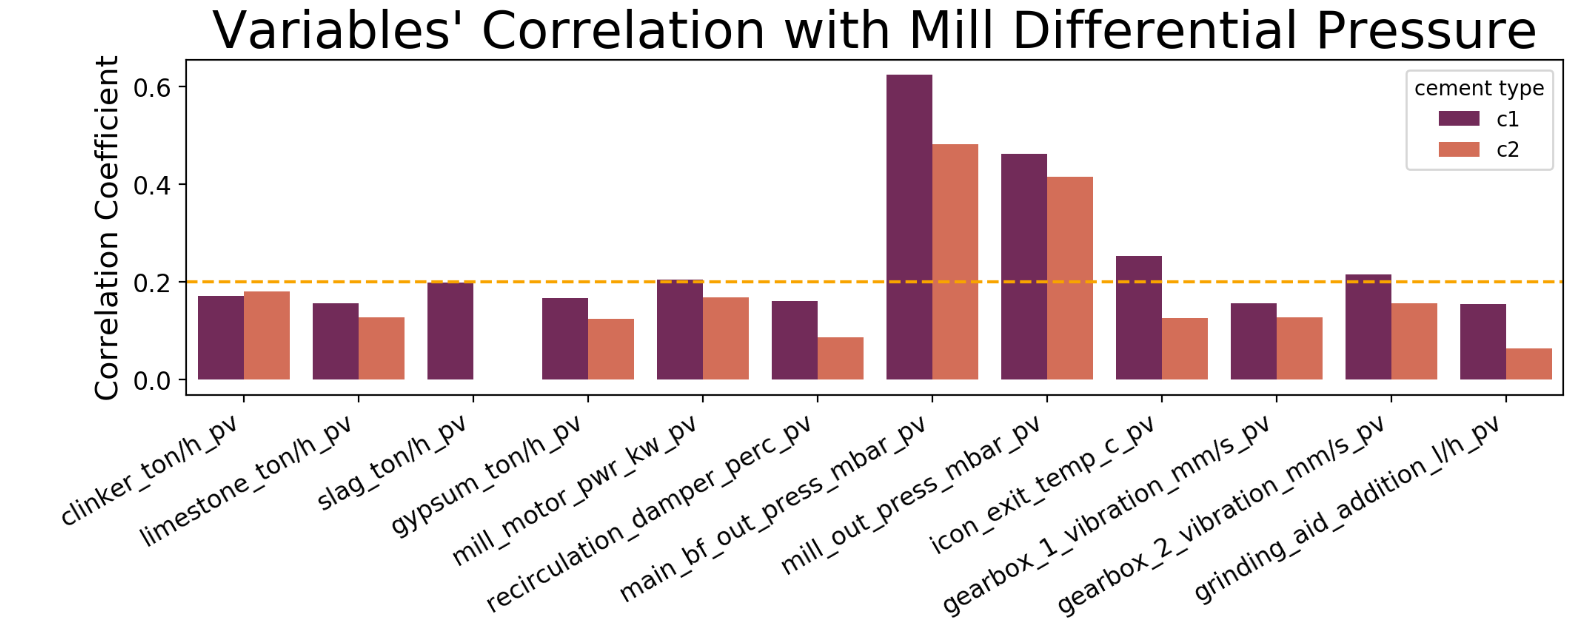 Variables' Correlation with Mill Differential Pressure
Correlation Coefficient
0.6
0.4
0.2
0.0
cement type
c1
c2
clinker_ton/h_pv
limestone_ton/h_pv
slag_ton/h_pv
gypsum_ton/h_pv
mill_motor_pwr_kw_pv
recirculation_damper_perc_pv
main_bf_out_press_mbar_pv
mill_out_press_mbar_pv
icon_exit_temp_c_pv
gearbox_1_vibration_mm/s_pv
gearbox_2_vibration_mm/s_pv
grinding_aid_addition_l/h_pv